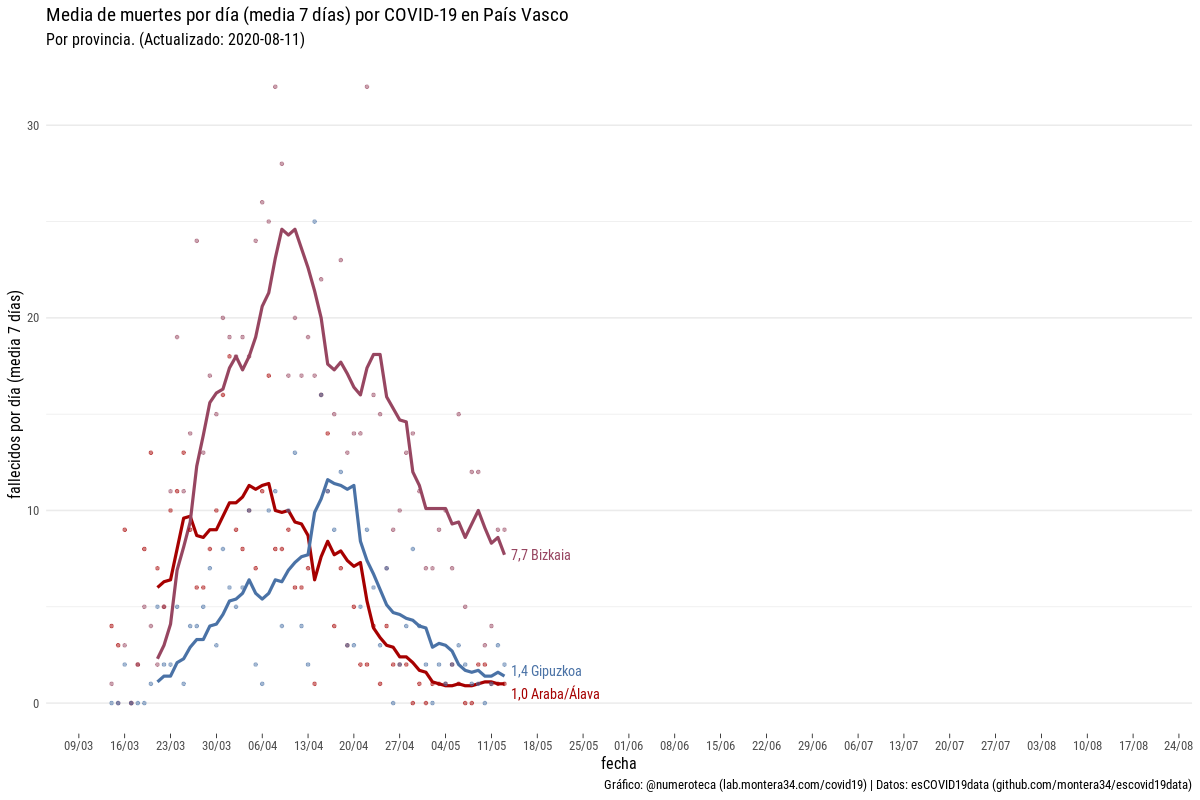 Media de muertes por día (media 7 días) por COVID-19 en País Vasco
Por provincia. (Actualizado: 2020-08-11)
fallecidos por día (media 7 días)
30
20
10
0
7,7 Bizkaia
1,4 Gipuzkoa
1,0 Araba/Álava
09/03 16/03 23/03 30/03 06/04 13/04 20/04 27/04 04/05 11/05 18/05 25/05 01/06 08/06 15/06 22/06 29/06 06/07 13/07 20/07 27/07 03/08 10/08 17/08 24/08
fecha
Gráfico: @numeroteca (lab.montera34.com/covid19) | Datos: esCOVID19data (github.com/montera34/escovid19data)